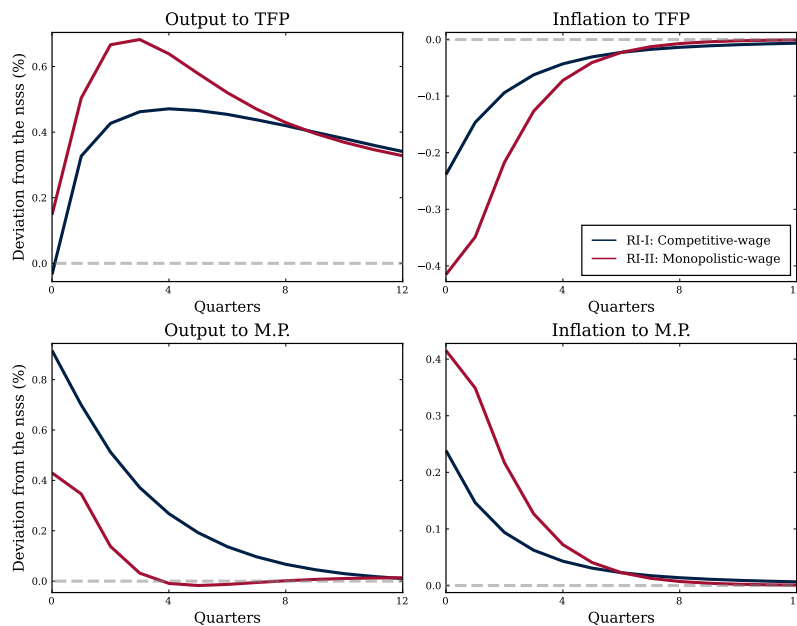 Output to TFP
Inflation to TFP
Deviation from the nsss (%)
0.6
0.4
0.2
0.0
0
4
8
12
Quarters
0.0
−0.1
−0.2
−0.3
−0.4
RI-I: Competitive-wage
RI-II: Monopolistic-wage
0
4
8
1
Quarters
Output to M.P.
Inflation to M.P.
Deviation from the nsss (%)
0.8
0.6
0.4
0.2
0.0
0
4
8
12
Quarters
0.4
0.3
0.2
0.1
0.0
0
4
8
1
Quarters